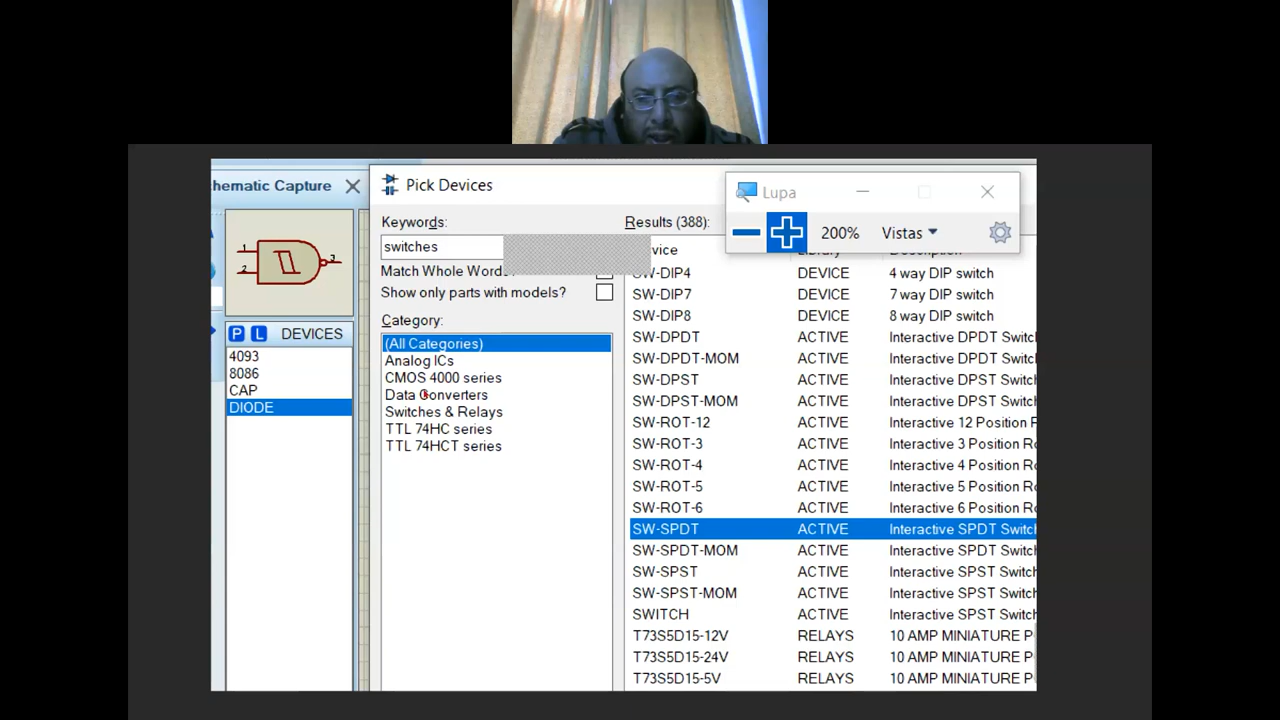 hematic Capture
Pick Devices
Lupa
200%
Vistas
Keywords:
switches
Results (388):
Match Whole Words?
Show only parts with models?
Category:
(All Categories)
Analog ICs
CMOS 4000 series
Data Converters
Switches & Relays
TTL 74HC series
TTL 74HCT series
1
2
3
P L DEVICES
4093
8086
CAP
DIODE
SW-DIP4 DEVICE 4 way DIP switch
SW-DIP7 DEVICE 7 way DIP switch
SW-DIP8 DEVICE 8 way DIP switch
SW-DPDT ACTIVE Interactive DPDT Switc
SW-DPDT-MOM ACTIVE Interactive DPDT Switc
SW-DPST ACTIVE Interactive DPST Switc
SW-DPST-MOM ACTIVE Interactive DPST Switc
SW-ROT-12 ACTIVE Interactive 12 Position R
SW-ROT-3 ACTIVE Interactive 3 Position Ro
SW-ROT-4 ACTIVE Interactive 4 Position Ro
SW-ROT-5 ACTIVE Interactive 5 Position Ro
SW-ROT-6 ACTIVE Interactive 6 Position Ro
SW-SPDT ACTIVE Interactive SPDT Switc
SW-SPDT-MOM ACTIVE Interactive SPDT Switc
SW-SPST ACTIVE Interactive SPST Switc
SW-SPST-MOM ACTIVE Interactive SPST Switc
SWITCH ACTIVE Interactive SPST Switc
T73S5D15-12V RELAYS 10 AMP MINIATURE P
T73S5D15-24V RELAYS 10 AMP MINIATURE P
T73S5D15-5V RELAYS 10 AMP MINIATURE P